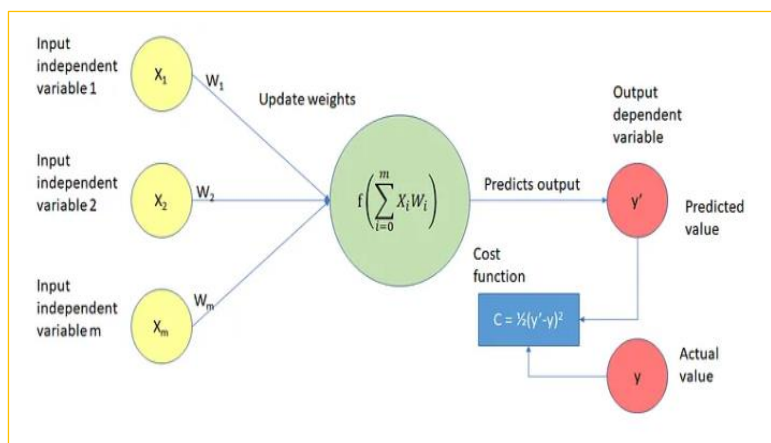 Input
independent
variable 1
X₁
W₁
Update weights
Input
independent
variable 2
X₂
W₂
Input
independent
variable m
Xₘ
Wₘ
f(∑_{i=0}^{m} XᵢWᵢ)
Predicts output
Output
dependent
variable
y'
Predicted
value
Cost
function
C = ½(y'-y)²
y
Actual
value